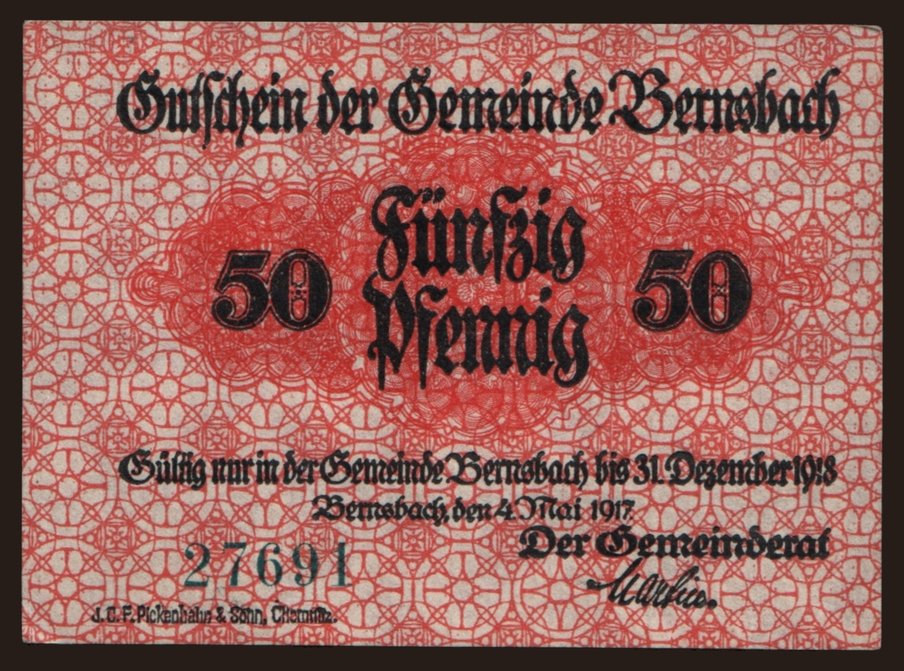 Gutschein der Gemeinde Bernsbach
Fünfzig
50 50
Pfennig
Gültig nur in der Gemeinde Bernsbach bis 31. Dezember 1918
Bernsbach, den 4. Mai 1917
Der Gemeinderat
27691
J. C. F. Pickenhahn & Sohn, Chemnitz.